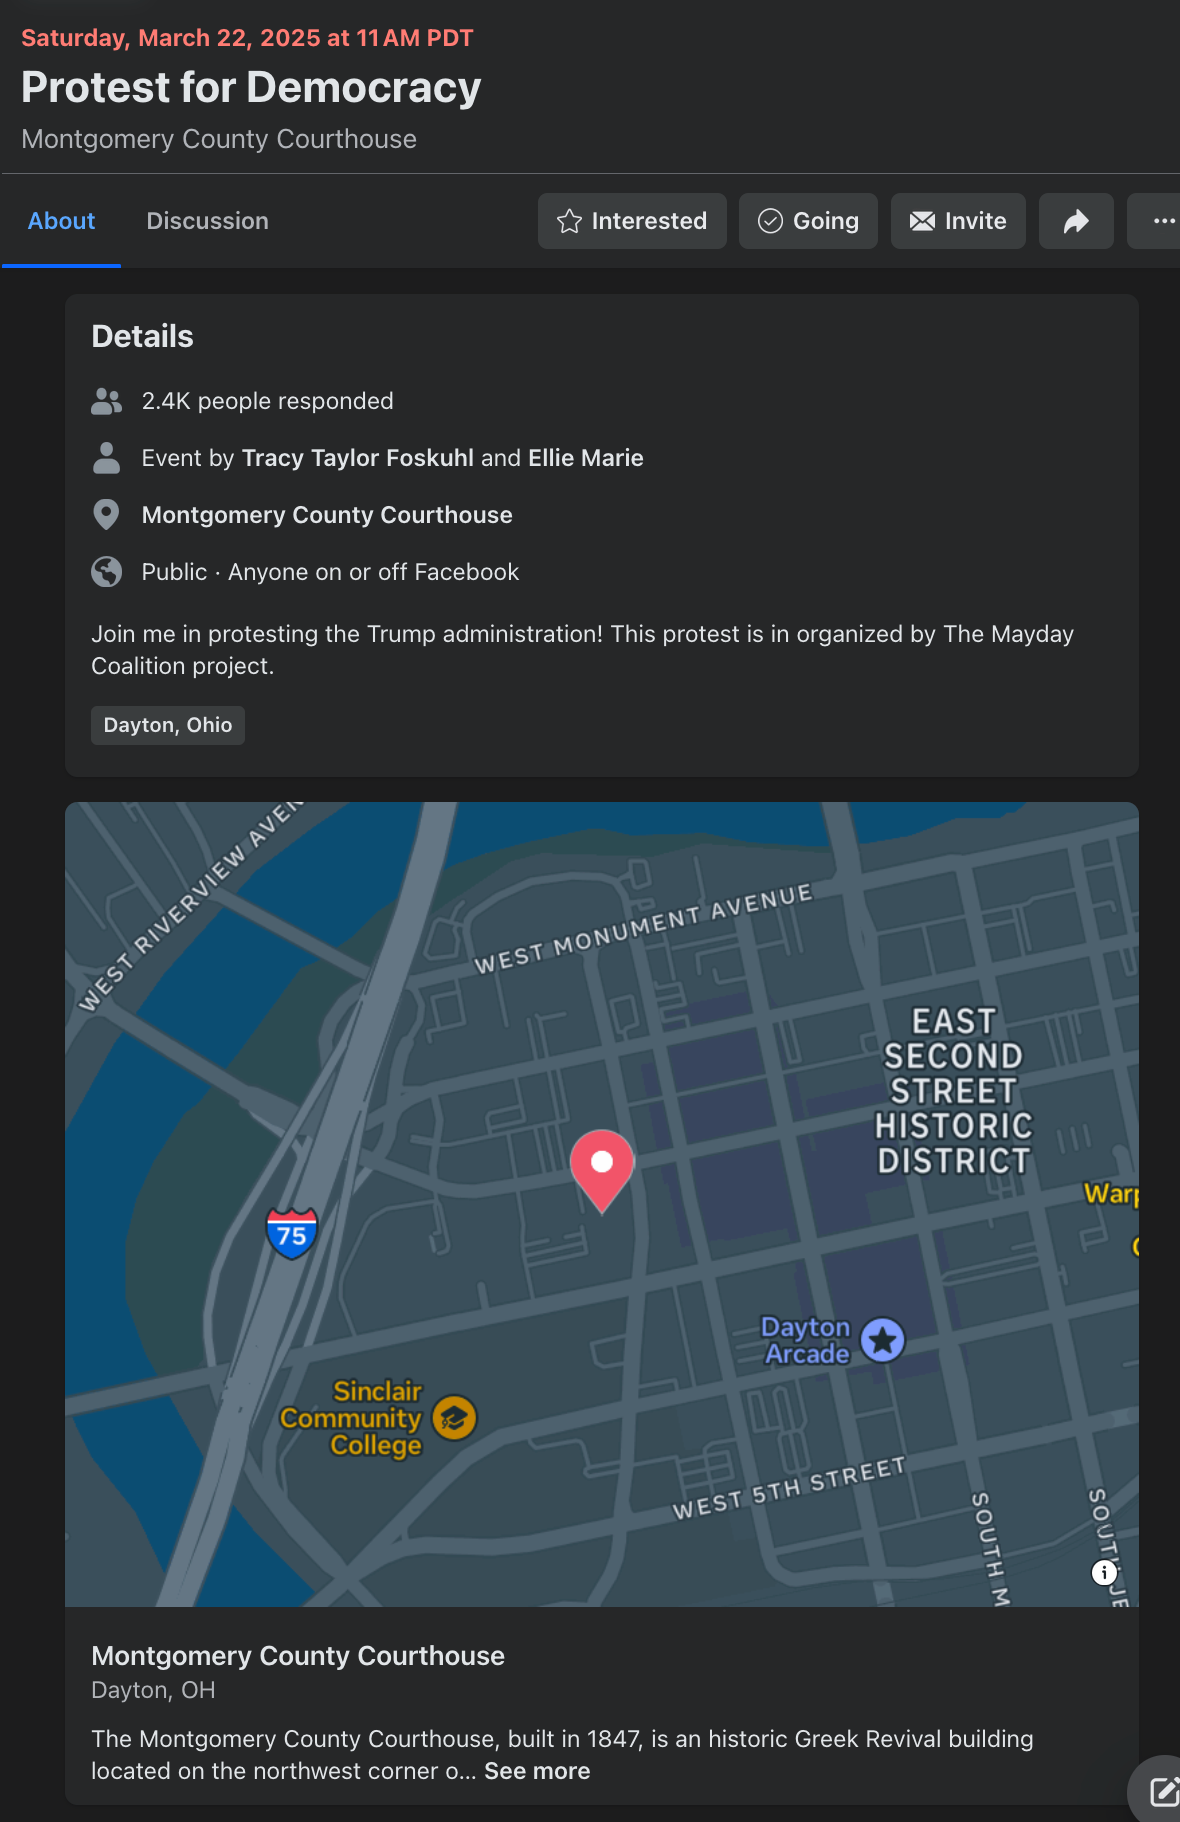 Saturday, March 22, 2025 at 11 AM PDT
Protest for Democracy
Montgomery County Courthouse
About
Discussion
Interested
Going
Invite
Details
2.4K people responded
Event by Tracy Taylor Foskuhl and Ellie Marie
Montgomery County Courthouse
Public · Anyone on or off Facebook
Join me in protesting the Trump administration! This protest is in organized by The Mayday
Coalition project.
Dayton, Ohio
WEST RIVERVIEW AVEN
WEST MONUMENT AVENUE
EAST
SECOND
STREET
HISTORIC
DISTRICT
Warp
75
Dayton
Arcade
Sinclair
Community
College
WEST 5TH STREET
SOUTH M
SOUTH JE
Montgomery County Courthouse
Dayton, OH
The Montgomery County Courthouse, built in 1847, is an historic Greek Revival building
located on the northwest corner o... See more